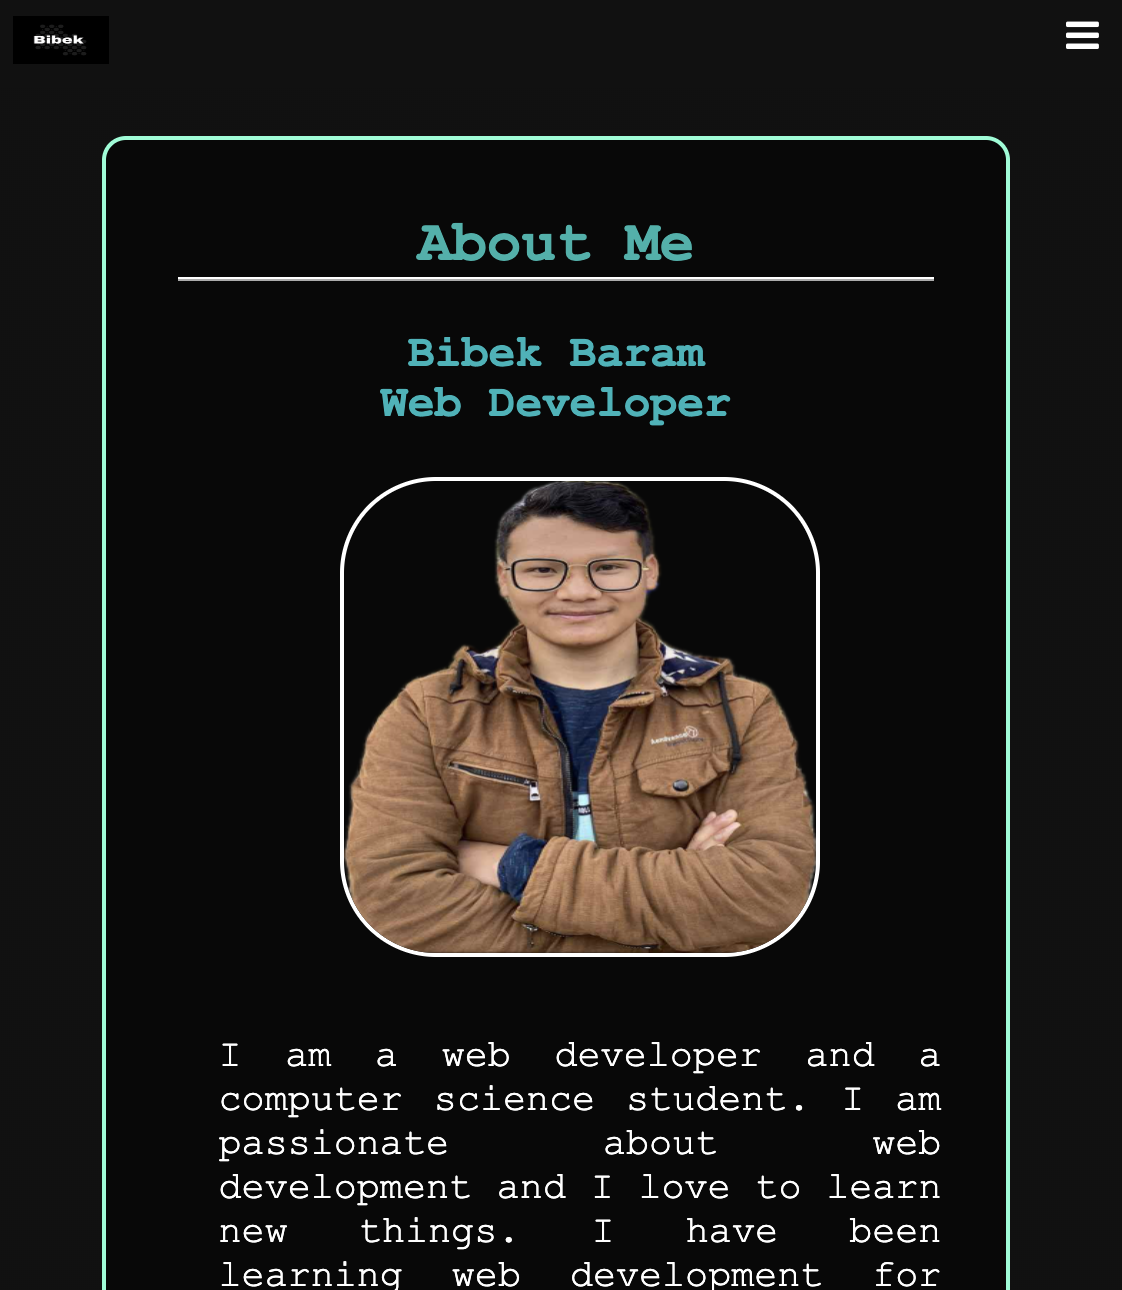 Bibek
About Me
Bibek Baram
Web Developer
I am a web developer and a
computer science student. I am
passionate about web
development and I love to learn
new things. I have been
learning web development for